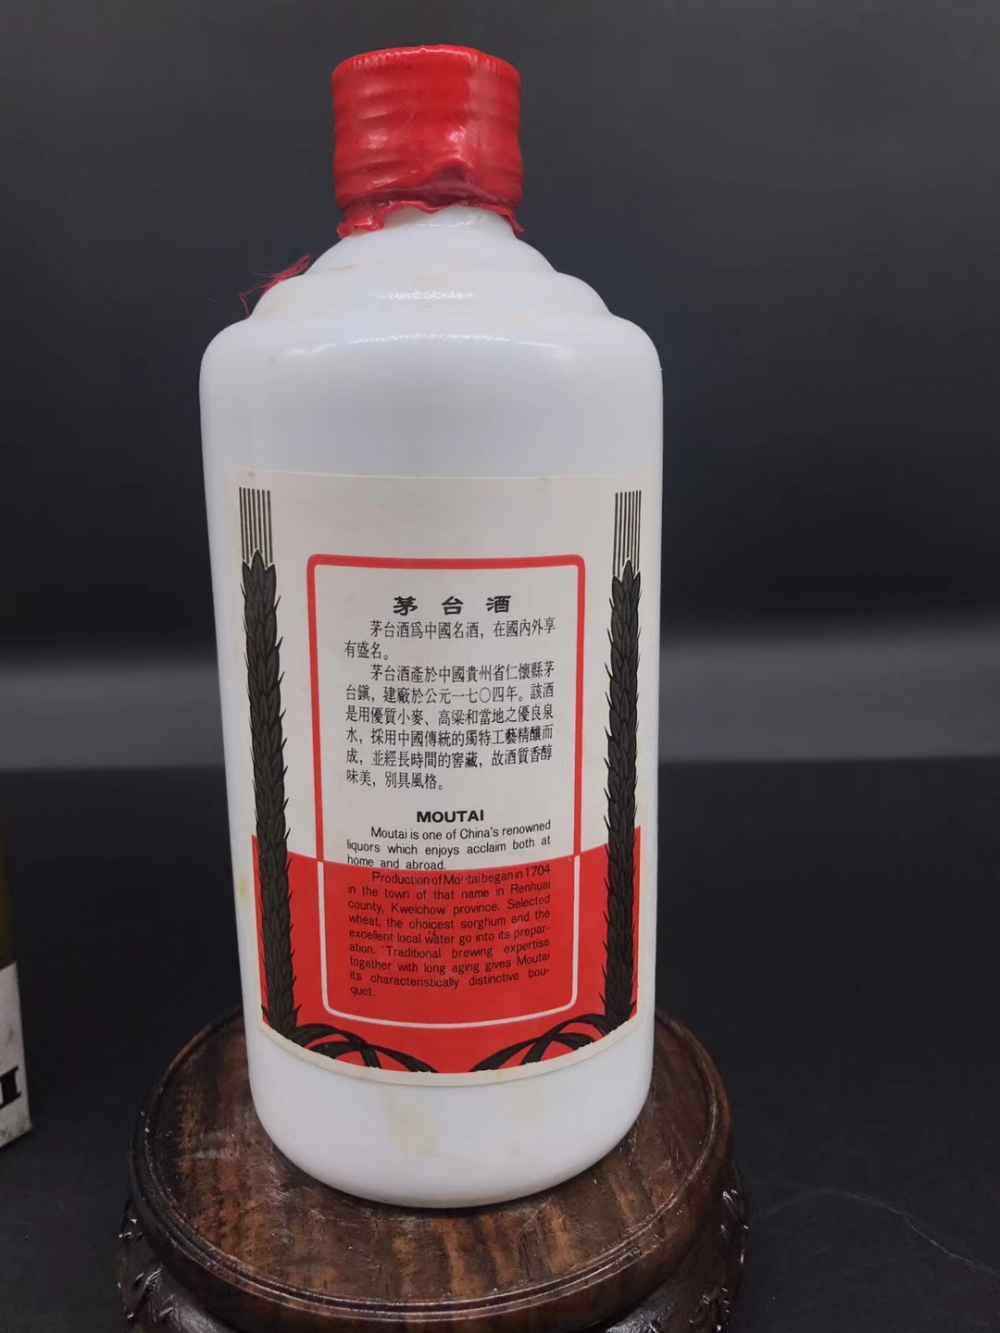 茅台酒
茅台酒爲中國名酒，在國內外享
有盛名。
茅台酒產於中國貴州省仁懷縣茅
台鎮，建廠於公元一七〇四年。該酒
是用優質小麥、高梁和當地之優良泉
水，採用中國傳統的獨特工藝精釀而
成，並經長時間的窖藏，故酒質香醇
味美，別具風格。
MOUTAI
Moutai is one of China's renowned
liquors which enjoys acclaim both at
home and abroad.
Production of Moutai began in 1704
in the town of that name in Renhuai
county, Kweichow province. Selected
wheat, the choicest sorghum and the
excellent local water go into its prepar-
ation. Traditional brewing expertise
together with long aging gives Moutai
its characteristically distinctive bou-
quet.
I